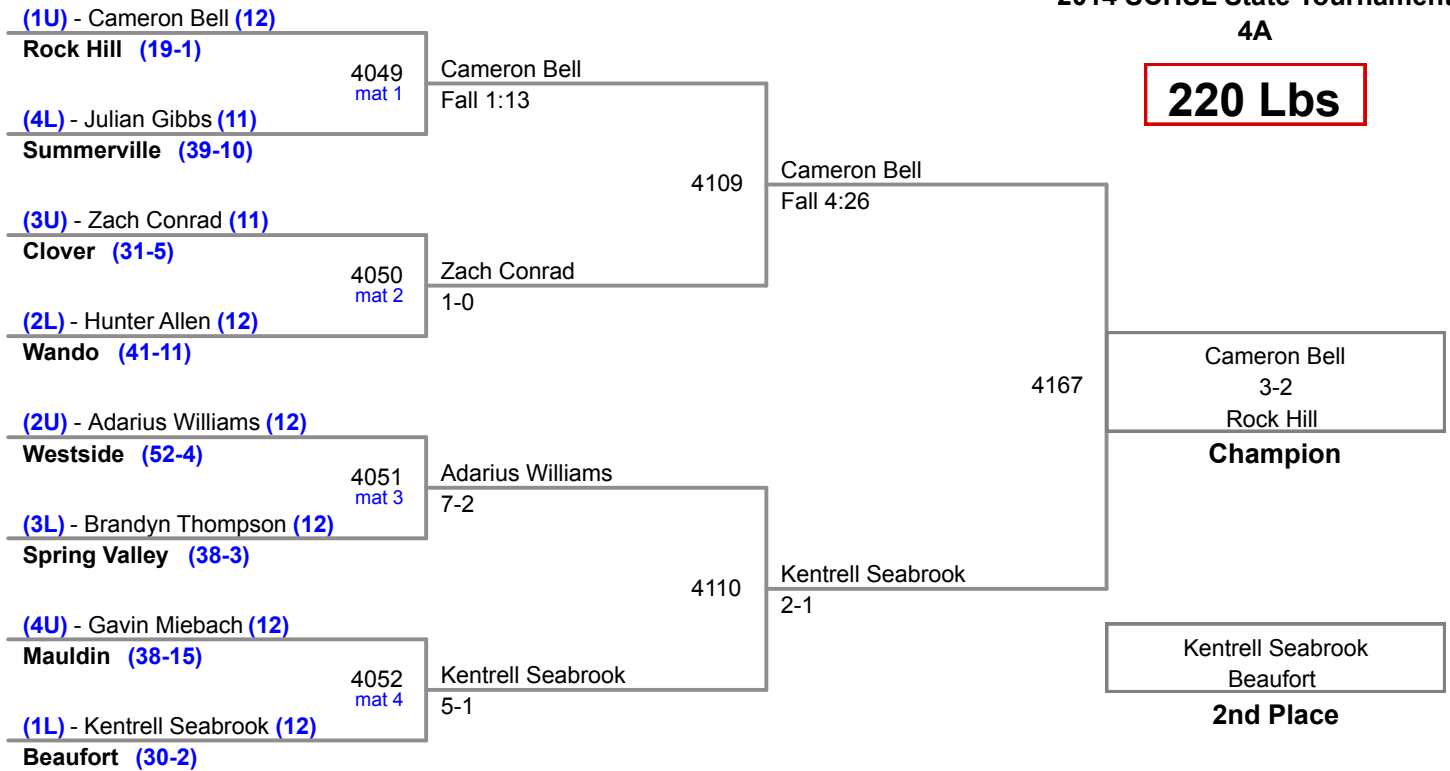 2014 SCHSL State Tournament
4A
220 Lbs
(1U) - Cameron Bell (12)
Rock Hill (19-1)
4049
mat 1
Cameron Bell
Fall 1:13
(4L) - Julian Gibbs (11)
Summerville (39-10)
4109
Cameron Bell
Fall 4:26
(3U) - Zach Conrad (11)
Clover (31-5)
4050
mat 2
Zach Conrad
1-0
(2L) - Hunter Allen (12)
Wando (41-11)
4167
Cameron Bell
3-2
Rock Hill
Champion
(2U) - Adarius Williams (12)
Westside (52-4)
4051
mat 3
Adarius Williams
7-2
(3L) - Brandyn Thompson (12)
Spring Valley (38-3)
4110
Kentrell Seabrook
2-1
(4U) - Gavin Miebach (12)
Mauldin (38-15)
4052
mat 4
Kentrell Seabrook
5-1
(1L) - Kentrell Seabrook (12)
Beaufort (30-2)
Kentrell Seabrook
Beaufort
2nd Place